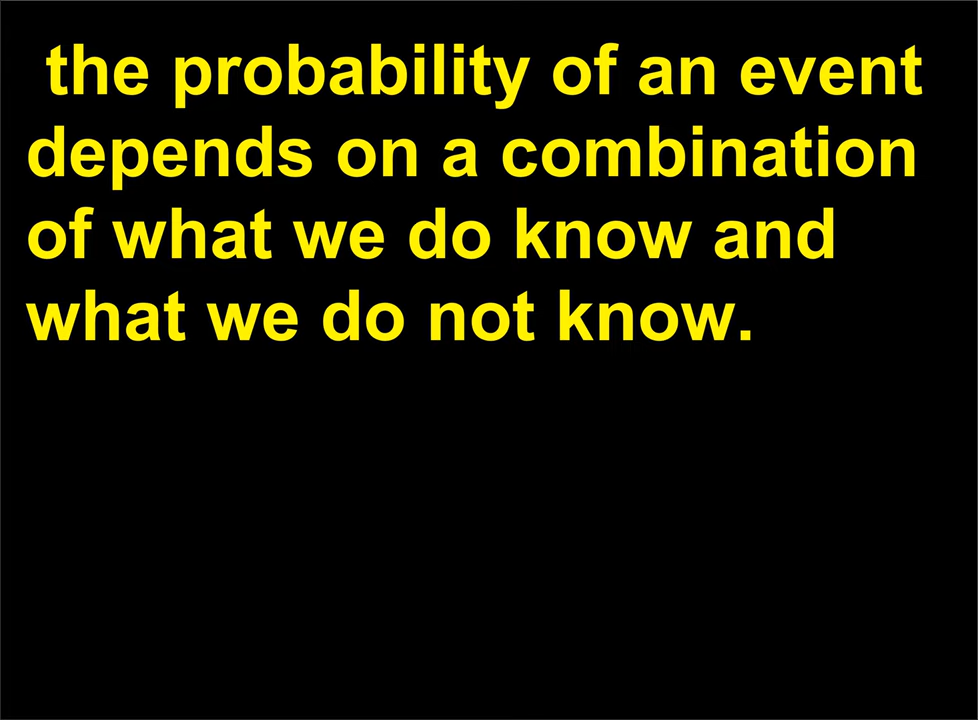 the probability of an event
depends on a combination
of what we do know and
what we do not know.